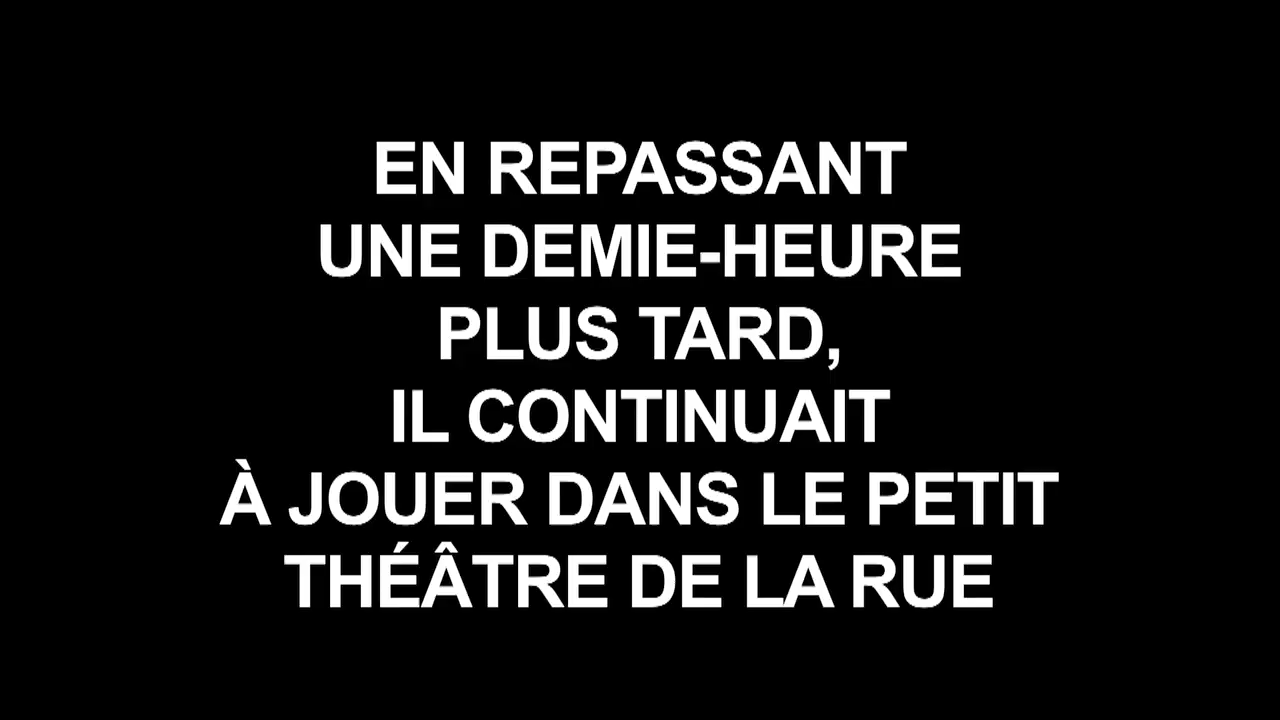 EN REPASSANT
UNE DEMIE-HEURE
PLUS TARD,
IL CONTINUAIT
À JOUER DANS LE PETIT
THÉÂTRE DE LA RUE